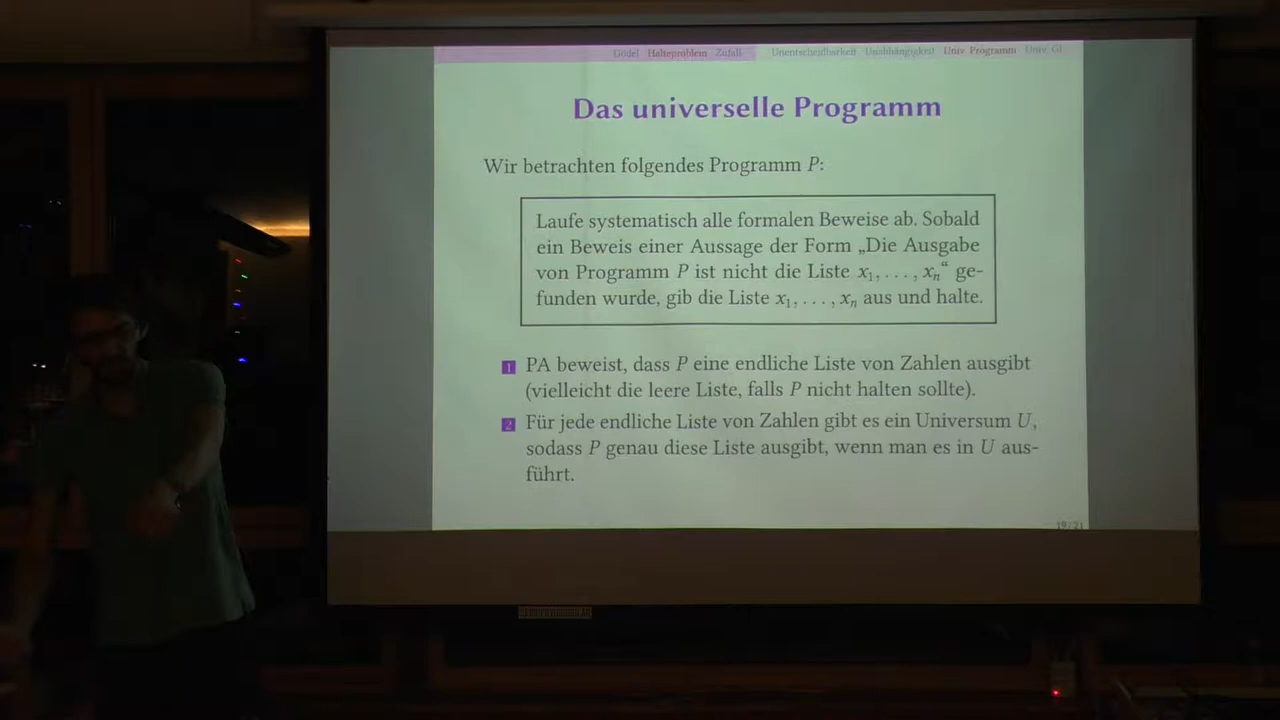 Gödel Halteproblem Zufall Unentscheidbarkeit Unabhängigkeit Univ. Programm Univ. Gl
Das universelle Programm
Wir betrachten folgendes Programm P:
Laufe systematisch alle formalen Beweise ab. Sobald
ein Beweis einer Aussage der Form „Die Ausgabe
von Programm P ist nicht die Liste x₁, . . . , xₙ“ ge-
funden wurde, gib die Liste x₁, . . . , xₙ aus und halte.
1 PA beweist, dass P eine endliche Liste von Zahlen ausgibt
(vielleicht die leere Liste, falls P nicht halten sollte).
2 Für jede endliche Liste von Zahlen gibt es ein Universum U,
sodass P genau diese Liste ausgibt, wenn man es in U aus-
führt.
19/21